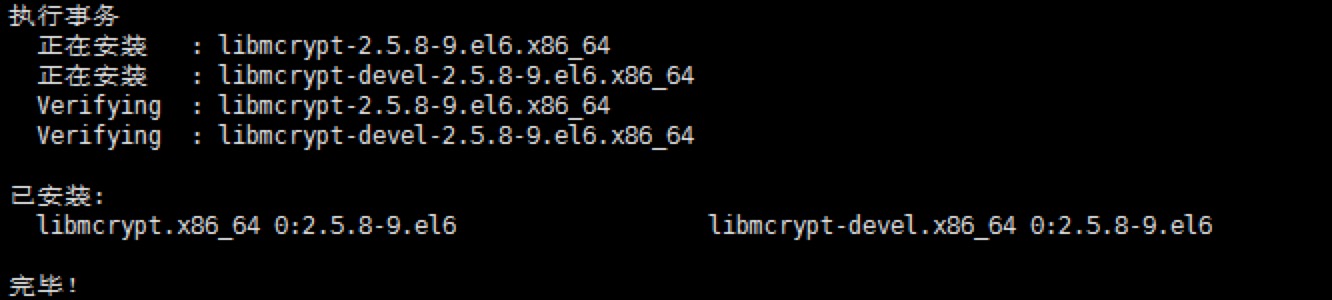 执行事务
正在安装 : libmcrypt-2.5.8-9.el6.x86_64
正在安装 : libmcrypt-devel-2.5.8-9.el6.x86_64
Verifying : libmcrypt-2.5.8-9.el6.x86_64
Verifying : libmcrypt-devel-2.5.8-9.el6.x86_64
已安装:
libmcrypt.x86_64 0:2.5.8-9.el6 libmcrypt-devel.x86_64 0:2.5.8-9.el6
完毕!